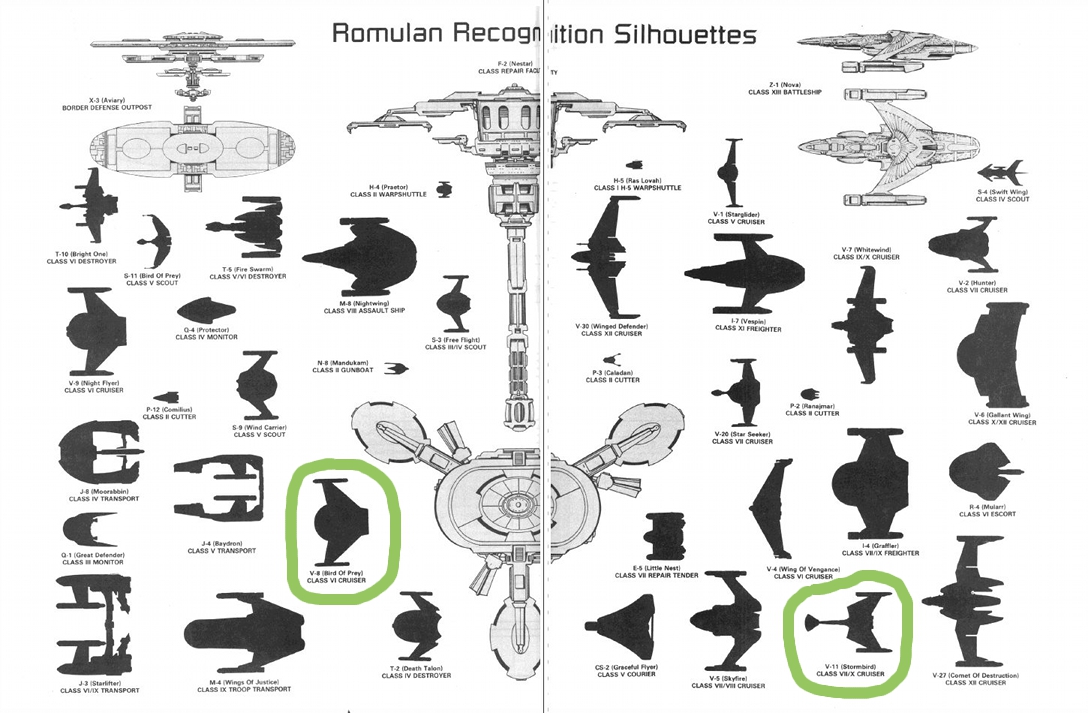 Romulan Recognition Silhouettes
X-3 (Aviary)
BORDER DEFENSE OUTPOST
F-2 (Nestar)
CLASS REPAIR FACILITY
Z-1 (Nova)
CLASS XIII BATTLESHIP
H-4 (Praetor)
CLASS II WARPSHUTTLE
H-5 (Ras Lovah)
CLASS I H-5 WARPSHUTTLE
V-1 (Starglider)
CLASS V CRUISER
S-4 (Swift Wing)
CLASS IV SCOUT
T-10 (Bright One)
CLASS VI DESTROYER
S-11 (Bird Of Prey)
CLASS V SCOUT
T-5 (Fire Swarm)
CLASS V/VI DESTROYER
M-8 (Nightwing)
CLASS VIII ASSAULT SHIP
S-3 (Free Flight)
CLASS III/IV SCOUT
V-30 (Winged Defender)
CLASS XII CRUISER
I-7 (Vespin)
CLASS XI FREIGHTER
V-7 (Whitewind)
CLASS IX/X CRUISER
V-2 (Hunter)
CLASS VII CRUISER
Q-4 (Protector)
CLASS IV MONITOR
V-9 (Night Flyer)
CLASS VI CRUISER
P-12 (Comilius)
CLASS II CUTTER
S-9 (Wind Carrier)
CLASS V SCOUT
N-8 (Mandukam)
CLASS II GUNBOAT
P-3 (Caladan)
CLASS II CUTTER
V-20 (Star Seeker)
CLASS VII CRUISER
P-2 (Ranajmar)
CLASS II CUTTER
V-6 (Gallant Wing)
CLASS X/XII CRUISER
J-8 (Moorabbin)
CLASS IV TRANSPORT
J-4 (Baydron)
CLASS V TRANSPORT
V-8 (Bird Of Prey)
CLASS VI CRUISER
E-5 (Little Nest)
CLASS VII REPAIR TENDER
V-4 (Wing Of Vengance)
CLASS VI CRUISER
I-4 (Graffler)
CLASS VII/IX FREIGHTER
R-4 (Mularr)
CLASS VI ESCORT
Q-1 (Great Defender)
CLASS III MONITOR
J-3 (Starlifter)
CLASS VI/IX TRANSPORT
M-4 (Wings Of Justice)
CLASS IX TROOP TRANSPORT
T-2 (Death Talon)
CLASS IV DESTROYER
CS-2 (Graceful Flyer)
CLASS V COURIER
V-5 (Skyfire)
CLASS VII/VIII CRUISER
V-11 (Stormbird)
CLASS VII/X CRUISER
V-27 (Comet Of Destruction)
CLASS XII CRUISER